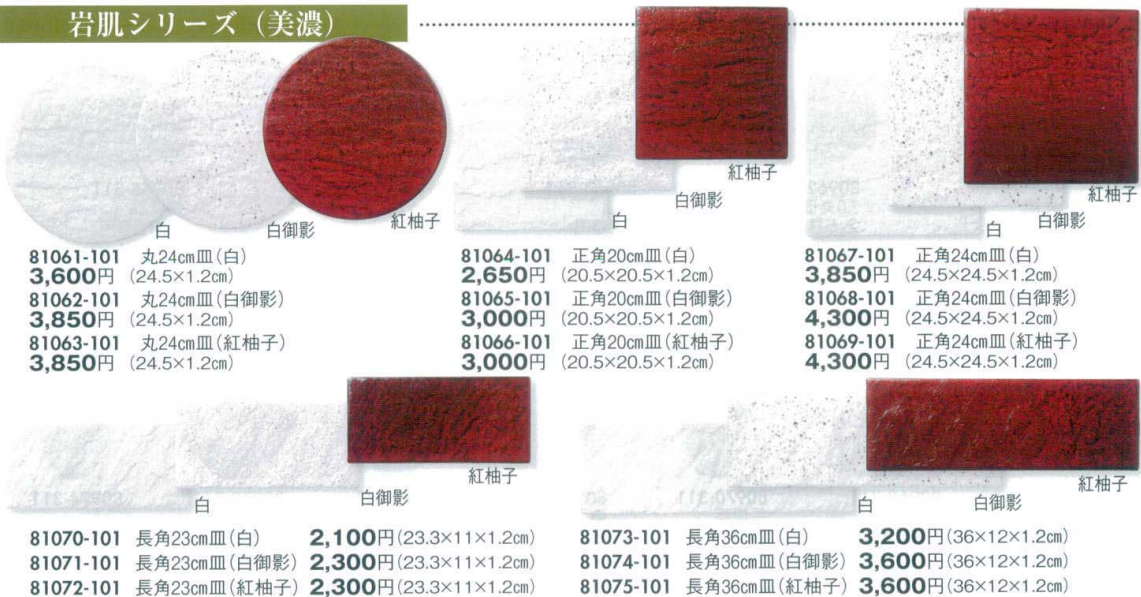 岩肌シリーズ（美濃）
白
白御影
紅柚子
81061-101 丸24㎝皿（白）
3,600円 （24.5×1.2㎝）
81062-101 丸24㎝皿（白御影）
3,850円 （24.5×1.2㎝）
81063-101 丸24㎝皿（紅柚子）
3,850円 （24.5×1.2㎝）
白
白御影
紅柚子
81064-101 正角20㎝皿（白）
2,650円 （20.5×20.5×1.2㎝）
81065-101 正角20㎝皿（白御影）
3,000円 （20.5×20.5×1.2㎝）
81066-101 正角20㎝皿（紅柚子）
3,000円 （20.5×20.5×1.2㎝）
白
白御影
紅柚子
81067-101 正角24㎝皿（白）
3,850円 （24.5×24.5×1.2㎝）
81068-101 正角24㎝皿（白御影）
4,300円 （24.5×24.5×1.2㎝）
81069-101 正角24㎝皿（紅柚子）
4,300円 （24.5×24.5×1.2㎝）
白
白御影
紅柚子
81070-101 長角23㎝皿（白） 2,100円（23.3×11×1.2㎝）
81071-101 長角23㎝皿（白御影） 2,300円（23.3×11×1.2㎝）
81072-101 長角23㎝皿（紅柚子） 2,300円（23.3×11×1.2㎝）
白
白御影
紅柚子
81073-101 長角36㎝皿（白） 3,200円（36×12×1.2㎝）
81074-101 長角36㎝皿（白御影） 3,600円（36×12×1.2㎝）
81075-101 長角36㎝皿（紅柚子） 3,600円（36×12×1.2㎝）